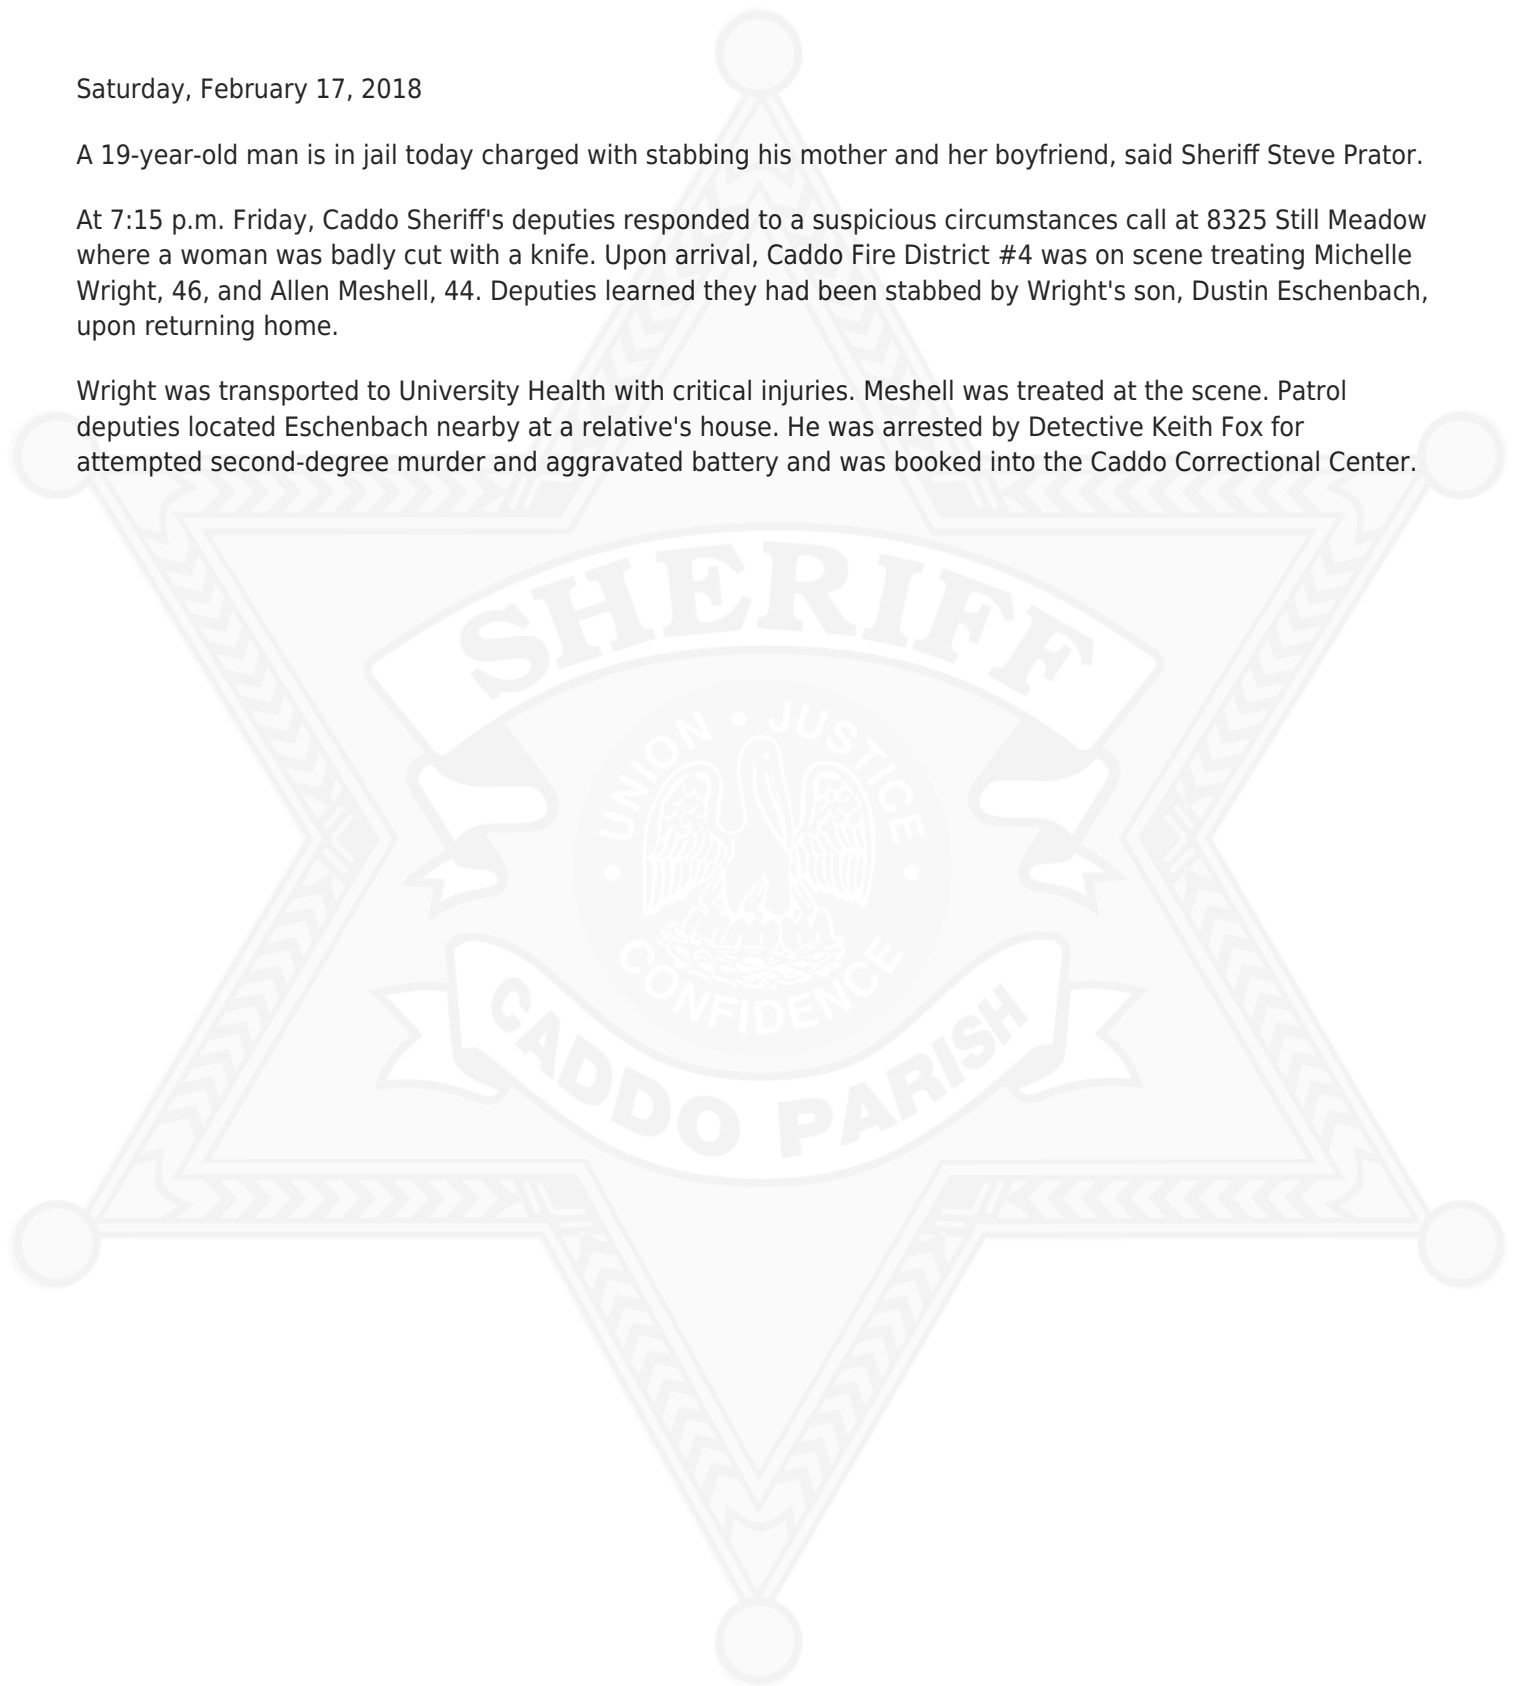 Saturday, February 17, 2018
A 19-year-old man is in jail today charged with stabbing his mother and her boyfriend, said Sheriff Steve Prator.
At 7:15 p.m. Friday, Caddo Sheriff's deputies responded to a suspicious circumstances call at 8325 Still Meadow
where a woman was badly cut with a knife. Upon arrival, Caddo Fire District #4 was on scene treating Michelle
Wright, 46, and Allen Meshell, 44. Deputies learned they had been stabbed by Wright's son, Dustin Eschenbach,
upon returning home.
Wright was transported to University Health with critical injuries. Meshell was treated at the scene. Patrol
deputies located Eschenbach nearby at a relative's house. He was arrested by Detective Keith Fox for
attempted second-degree murder and aggravated battery and was booked into the Caddo Correctional Center.
SHERIFF
UNION • JUSTICE
• CONFIDENCE •
CADDO PARISH